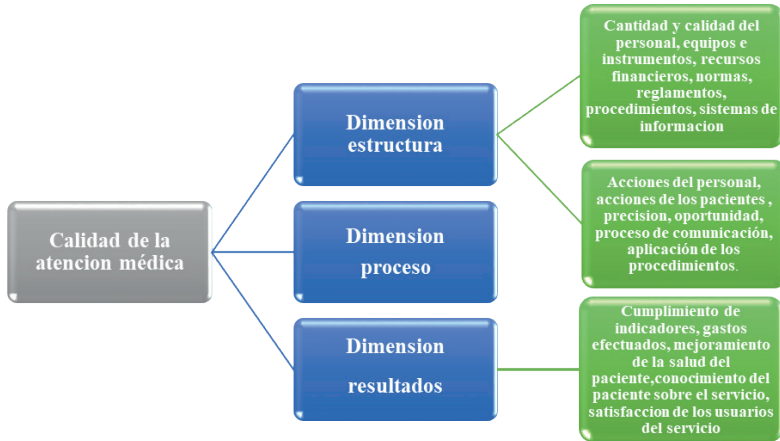 Calidad de la
atencion médica
Dimension
estructura
Dimension
proceso
Dimension
resultados
Cantidad y calidad del
personal, equipos e
instrumentos, recursos
financieros, normas,
reglamentos,
procedimientos, sistemas de
informacion
Acciones del personal,
acciones de los pacientes ,
precision, oportunidad,
proceso de comunicación,
aplicación de los
procedimientos.
Cumplimiento de
indicadores, gastos
efectuados, mejoramiento
de la salud del
paciente,conocimiento del
paciente sobre el servicio,
satisfaccion de los usuarios
del servicio